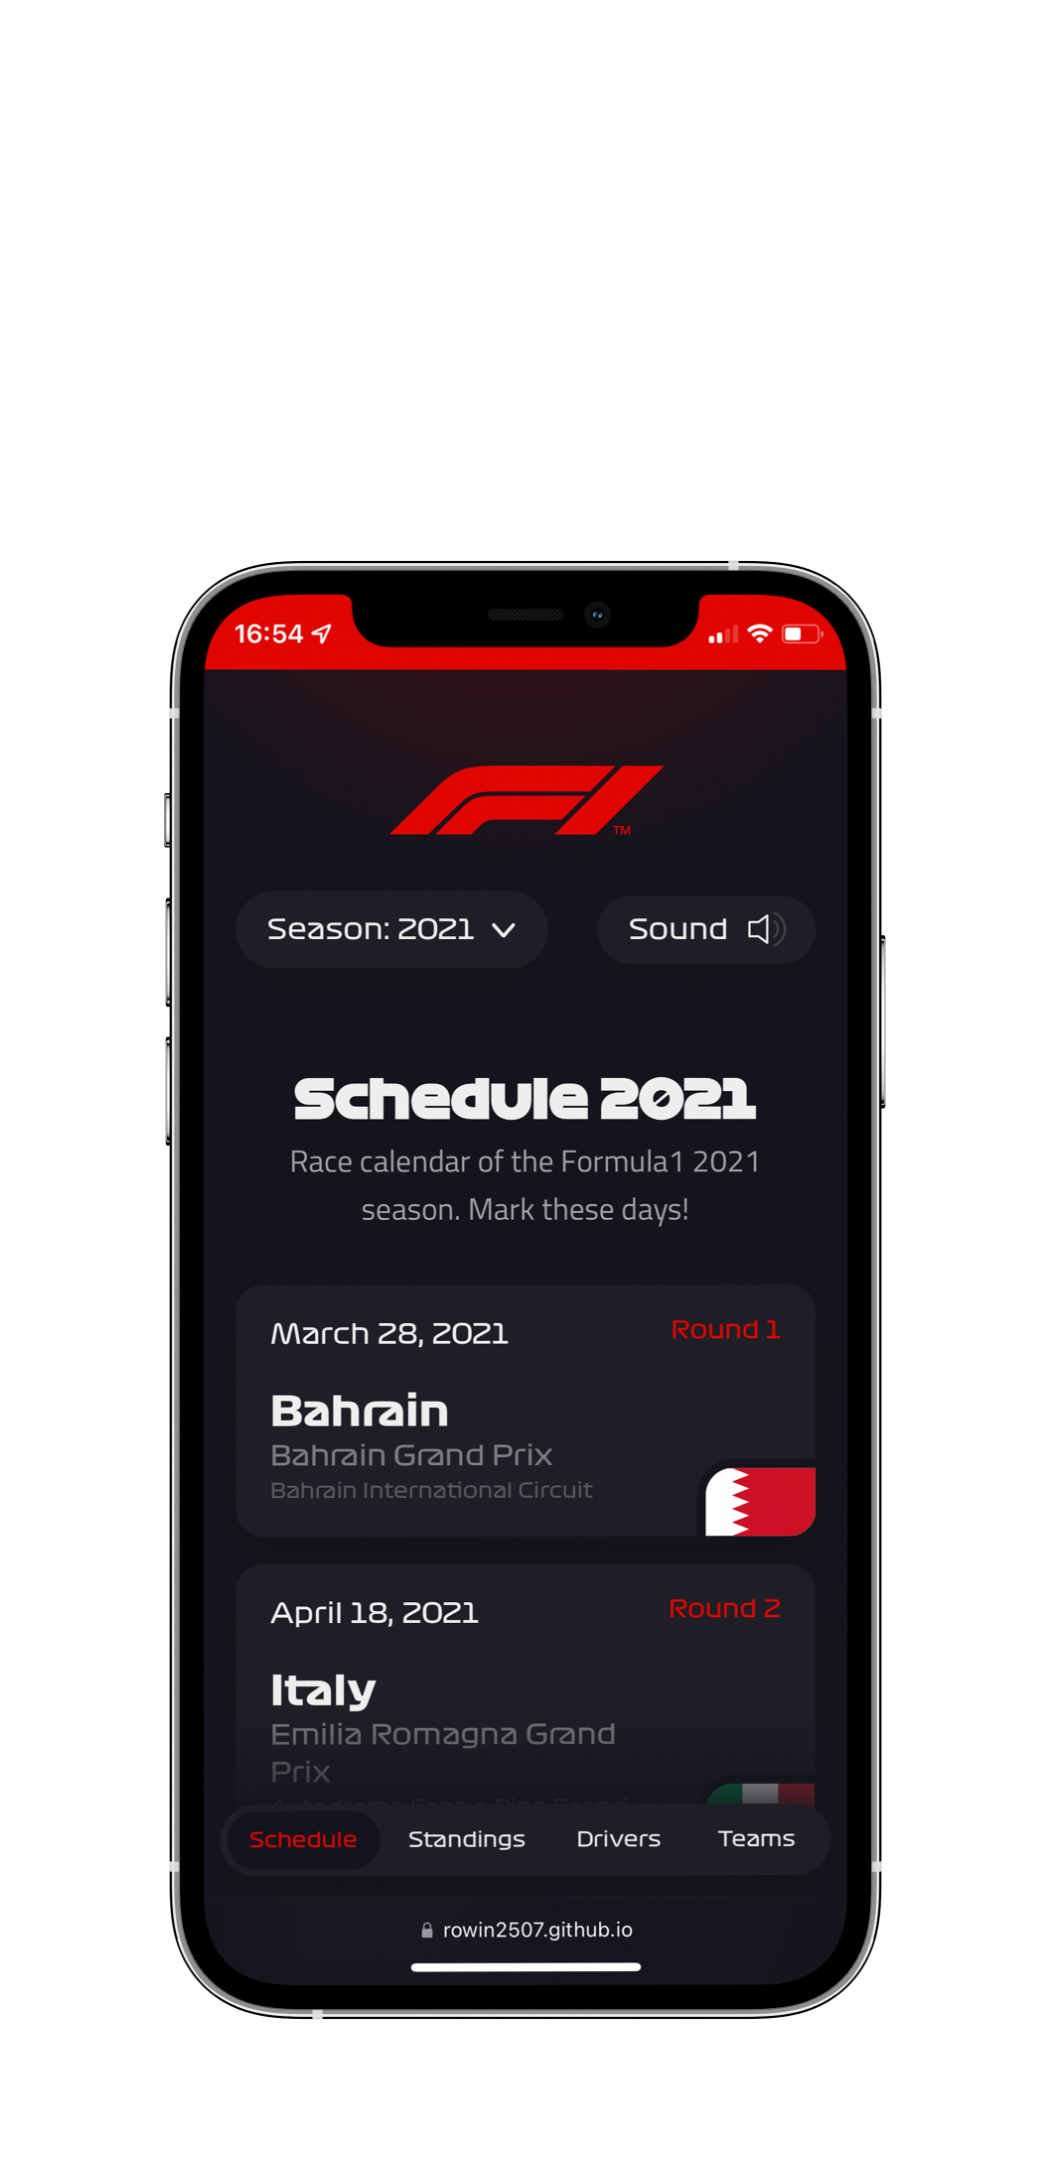 16:54
F1
TM
Season: 2021
Sound
Schedule 2021
Race calendar of the Formula1 2021
season. Mark these days!
March 28, 2021
Round 1
Bahrain
Bahrain Grand Prix
Bahrain International Circuit
April 18, 2021
Round 2
Italy
Emilia Romagna Grand
Prix
Schedule
Standings
Drivers
Teams
rowin2507.github.io